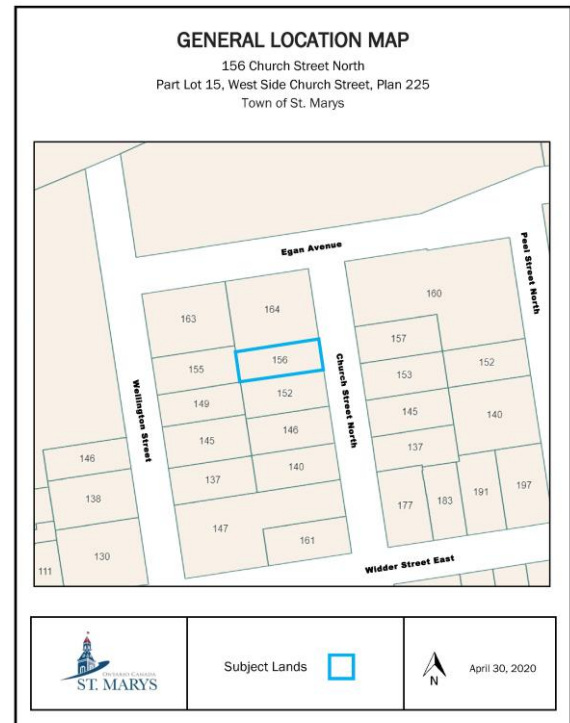 GENERAL LOCATION MAP
156 Church Street North
Part Lot 15, West Side Church Street, Plan 225
Town of St. Marys
Egan Avenue
Peel Street North
163
164
160
157
155
156
Church Street North
153
152
Wellington Street
149
152
145
140
146
145
146
137
137
140
138
177
183
191
197
147
161
130
111
Widder Street East
ONTARIO CANADA
ST. MARYS
Subject Lands
N
April 30, 2020